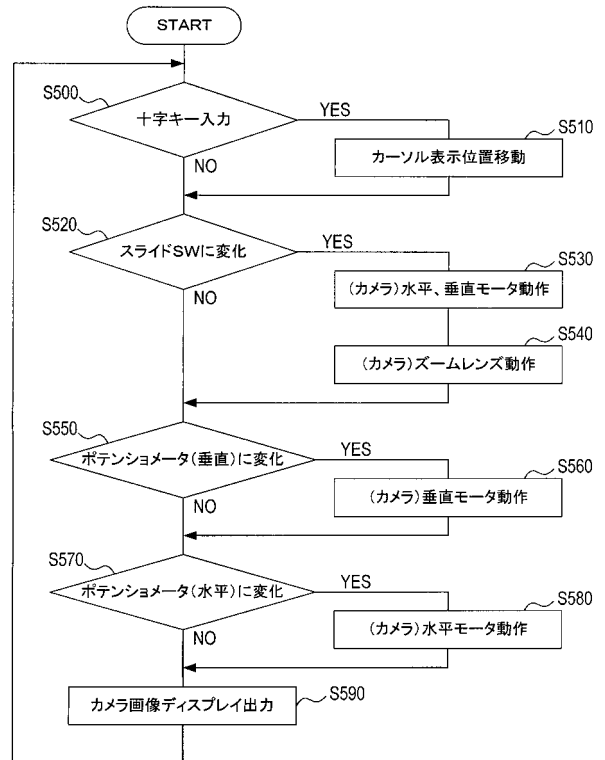 START
S500
十字キー入力
YES
S510
カーソル表示位置移動
NO
S520
スライドSWに変化
YES
S530
(カメラ)水平、垂直モータ動作
NO
S540
(カメラ)ズームレンズ動作
S550
ポテンショメータ(垂直)に変化
YES
S560
(カメラ)垂直モータ動作
NO
S570
ポテンショメータ(水平)に変化
YES
S580
(カメラ)水平モータ動作
NO
S590
カメラ画像ディスプレイ出力